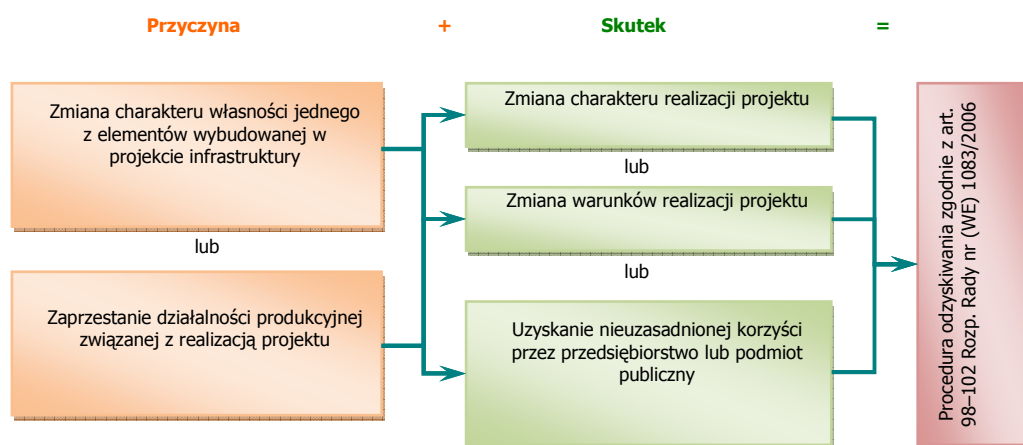 Przyczyna + Skutek =
Zmiana charakteru własności jednego
z elementów wybudowanej w
projekcie infrastruktury
lub
Zaprzestanie działalności produkcyjnej
związanej z realizacją projektu
Zmiana charakteru realizacji projektu
lub
Zmiana warunków realizacji projektu
lub
Uzyskanie nieuzasadnionej korzyści
przez przedsiębiorstwo lub podmiot
publiczny
Procedura odzyskiwania zgodnie z art.
98–102 Rozp. Rady nr (WE) 1083/2006